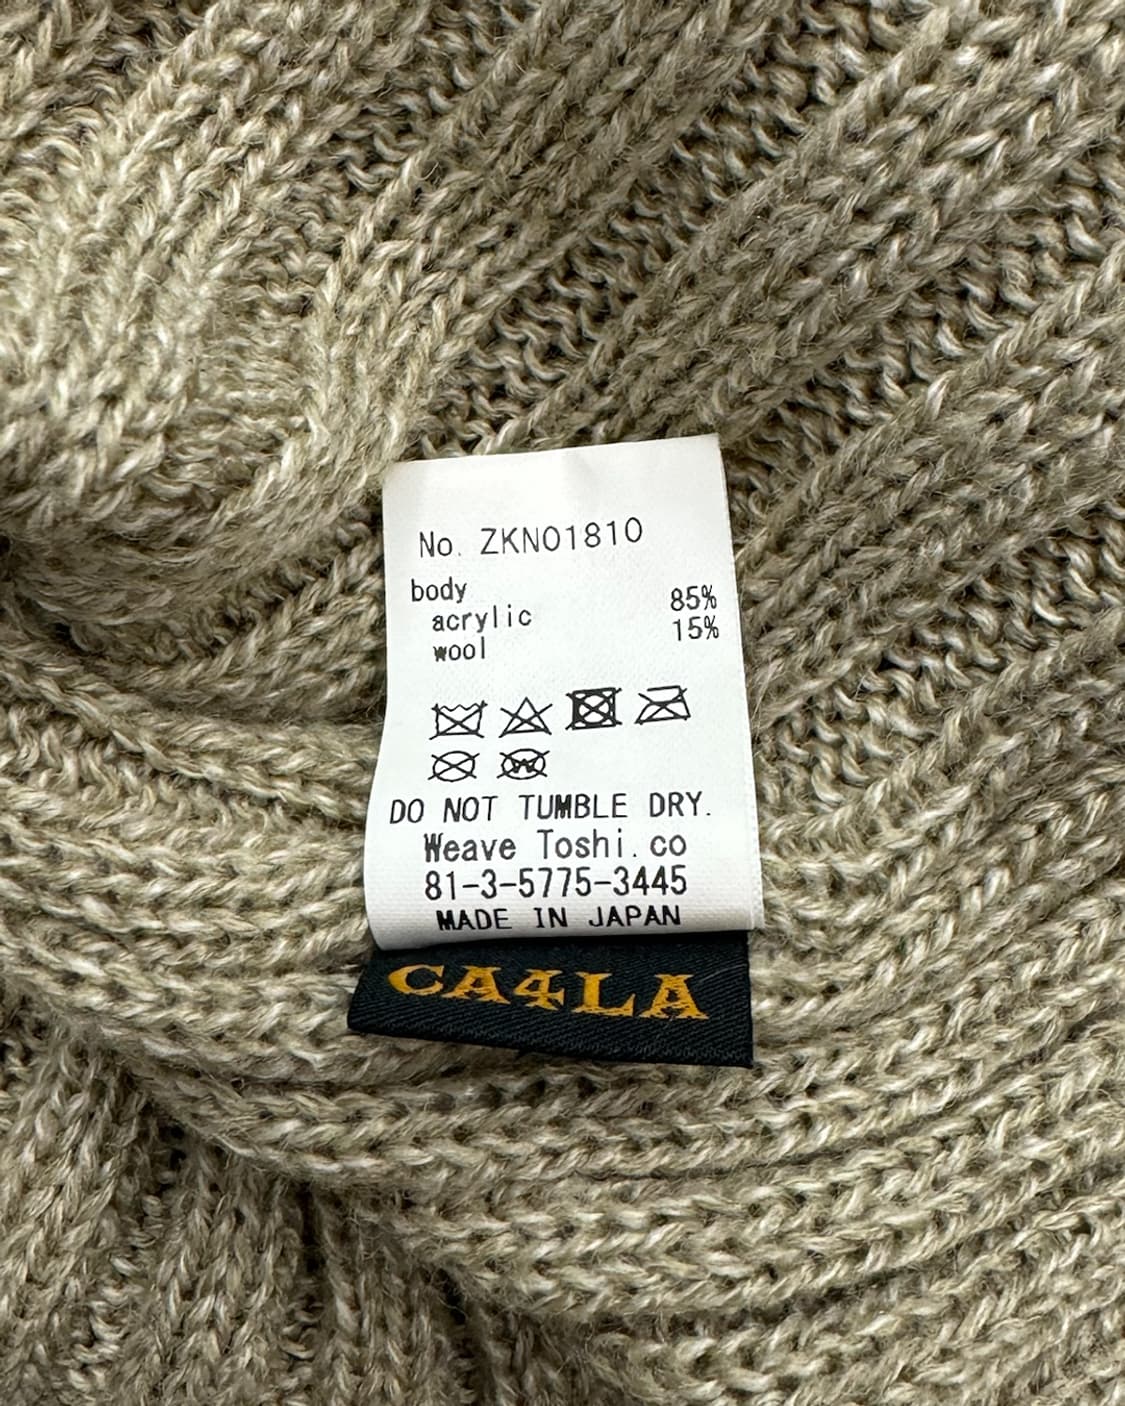 No. ZKN01810
body
acrylic 85%
wool 15%
DO NOT TUMBLE DRY.
Weave Toshi.co
81-3-5775-3445
MADE IN JAPAN
CA4LA